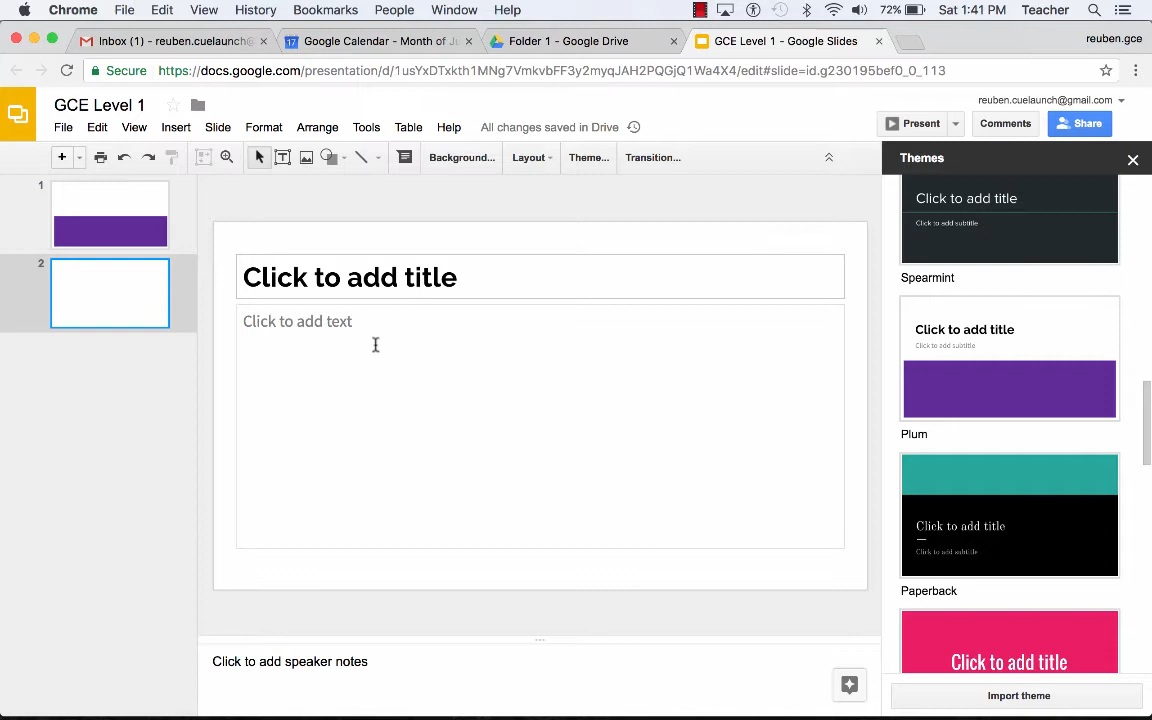 Chrome File Edit View History Bookmarks People Window Help 72% Sat 1:41 PM Teacher
Inbox (1) - reuben.cuelaunch@ Google Calendar - Month of J Folder 1 - Google Drive GCE Level 1 - Google Slides reuben.gce
Secure https://docs.google.com/presentation/d/1usYxDTxkth1MNg7VmkvbFF3y2myqJAH2PQGjQ1Wa4X4/edit#slide=id.g230195bef0_0_113
GCE Level 1 reuben.cuelaunch@gmail.com
File Edit View Insert Format Slide Arrange Tools Table Help All changes saved in Drive Present Comments Share
Background... Layout Theme... Transition... Themes
1
2
Click to add title
Click to add text
Click to add speaker notes
Click to add title
Click to add subtitle
Spearmint
Click to add title
Click to add subtitle
Plum
Click to add title
Click to add subtitle
Paperback
Click to add title
Import theme